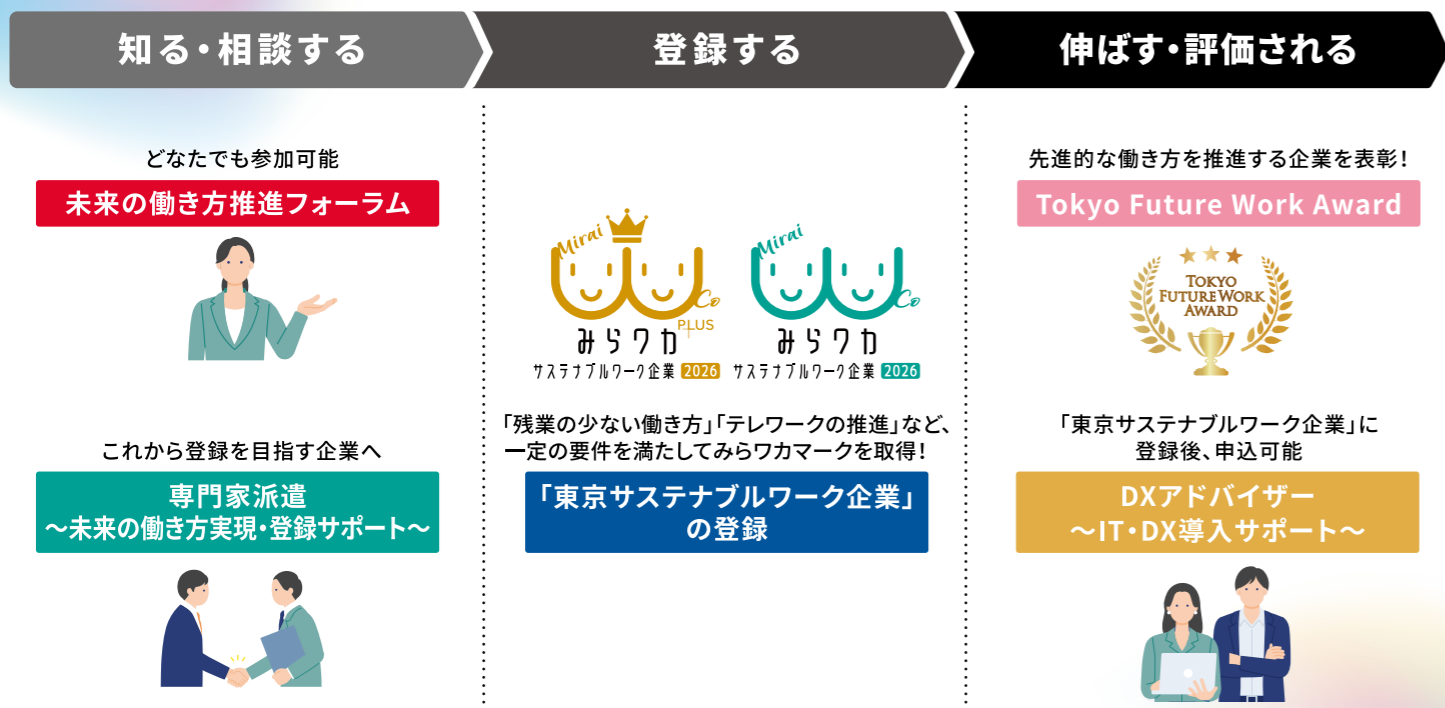 知る・相談する
登録する
伸ばす・評価される
どなたでも参加可能
未来の働き方推進フォーラム
これから登録を目指す企業へ
専門家派遣
～未来の働き方実現・登録サポート～
Mirai
Co
PLUS
みらワカ
サステナブルワーク企業 2026
Mirai
Co
みらワカ
サステナブルワーク企業 2026
「残業の少ない働き方」「テレワークの推進」など、
一定の要件を満たしてみらワカマークを取得！
「東京サステナブルワーク企業」
の登録
先進的な働き方を推進する企業を表彰！
Tokyo Future Work Award
TOKYO
FUTURE WORK
AWARD
「東京サステナブルワーク企業」に
登録後、申込可能
DXアドバイザー
～IT・DX導入サポート～